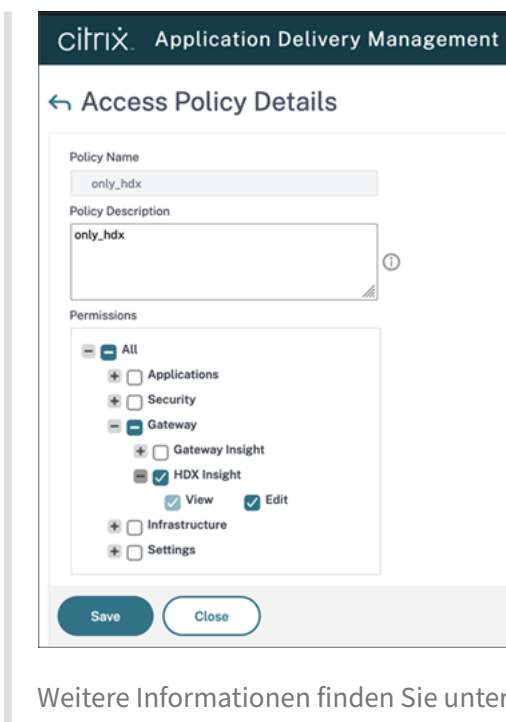 citrix Application Delivery Management
Access Policy Details
Policy Name
only_hdx
Policy Description
only_hdx
Permissions
All
Applications
Security
Gateway
Gateway Insight
HDX Insight
View Edit
Infrastructure
Settings
Save Close
Weitere Informationen finden Sie unter